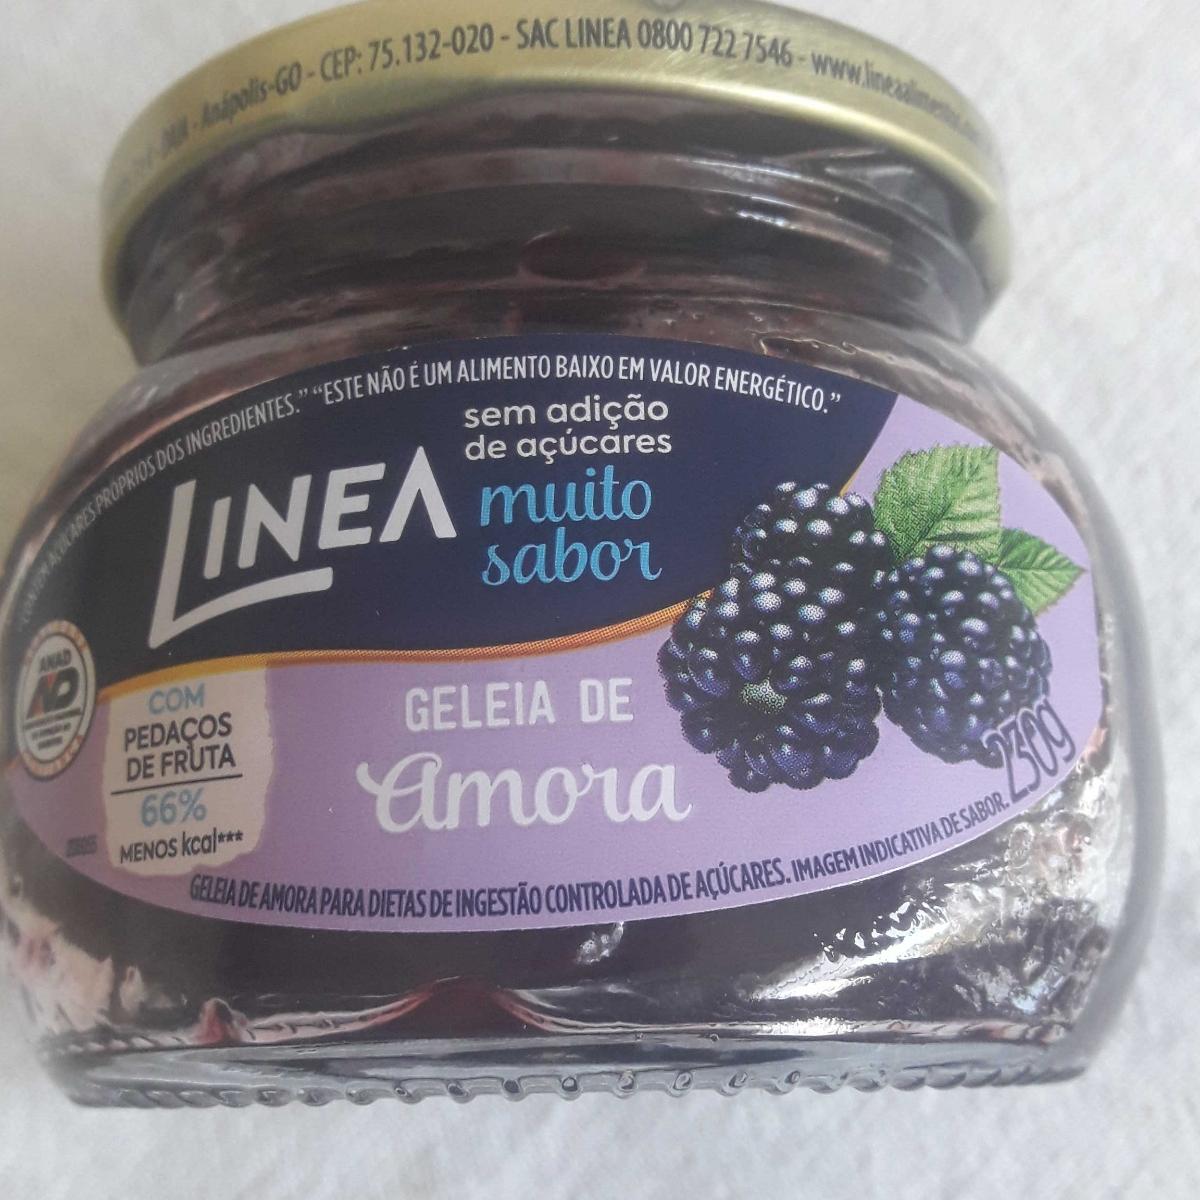 Anápolis-GO - CEP: 75.132-020 - SAC LINEA 0800 722 7546 - www.lineaalimentos
AÇÚCARES PRÓPRIOS DOS INGREDIENTES." "ESTE NÃO É UM ALIMENTO BAIXO EM VALOR ENERGÉTICO."
sem adição
de açúcares
LINEA
muito
sabor
ANAD
COM
PEDAÇOS
DE FRUTA
66%
MENOS kcal***
GELEIA DE
Amora
230g
GELEIA DE AMORA PARA DIETAS DE INGESTÃO CONTROLADA DE AÇÚCARES. IMAGEM INDICATIVA DE SABOR.